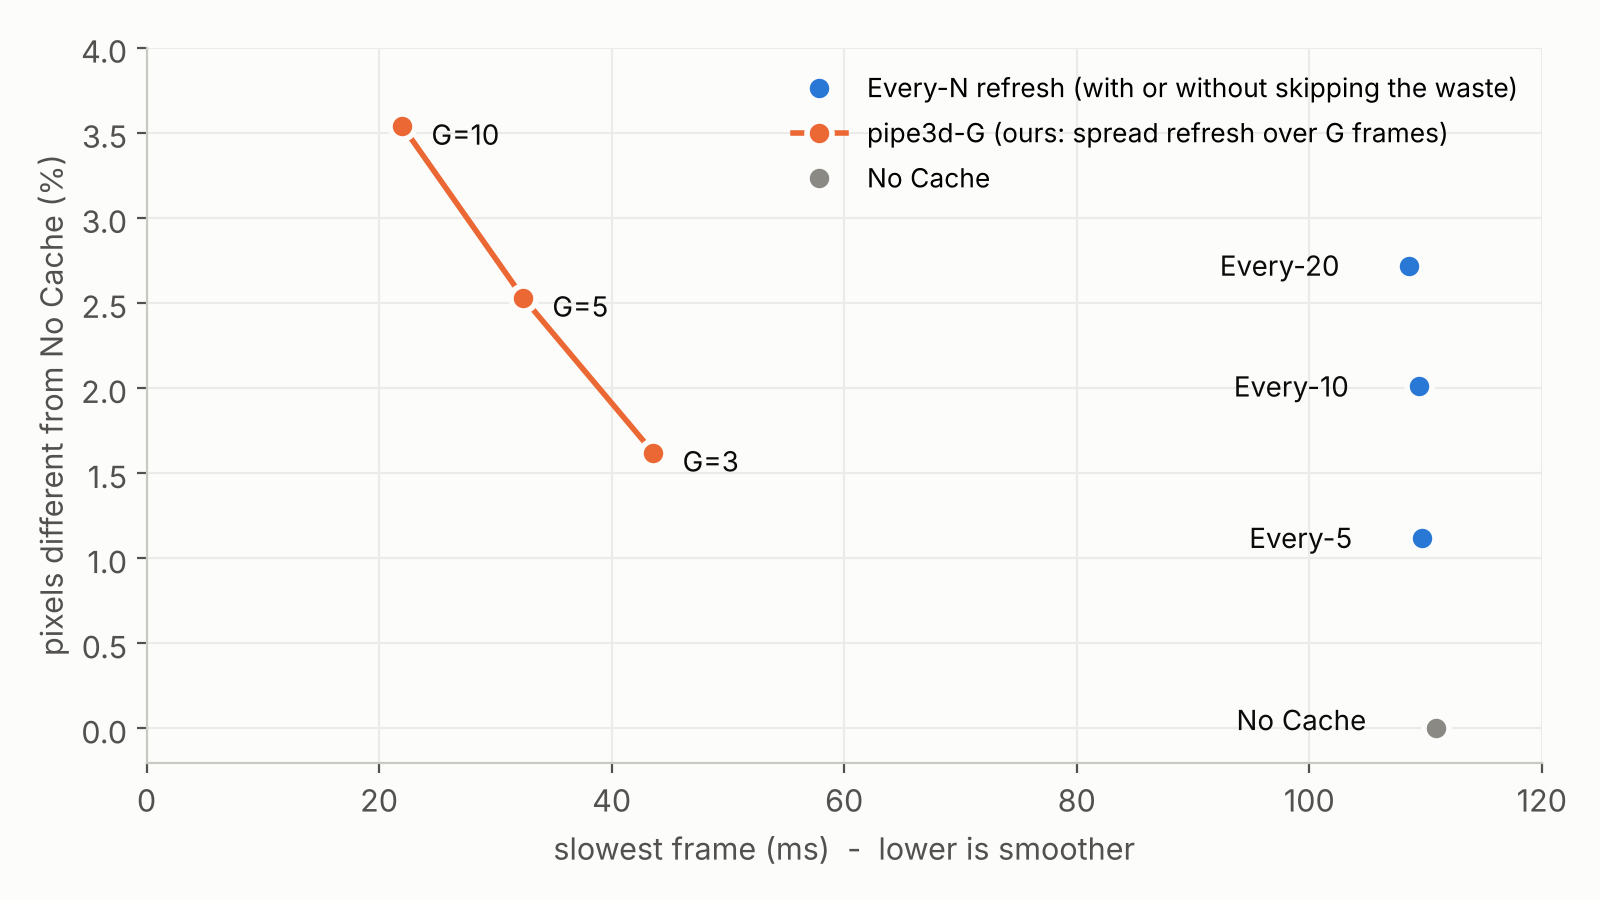 4.0
3.5
3.0
2.5
2.0
1.5
1.0
0.5
0.0
pixels different from No Cache (%)
Every-N refresh (with or without skipping the waste)
pipe3d-G (ours: spread refresh over G frames)
No Cache
G=10
G=5
G=3
Every-20
Every-10
Every-5
No Cache
0 20 40 60 80 100 120
slowest frame (ms) - lower is smoother